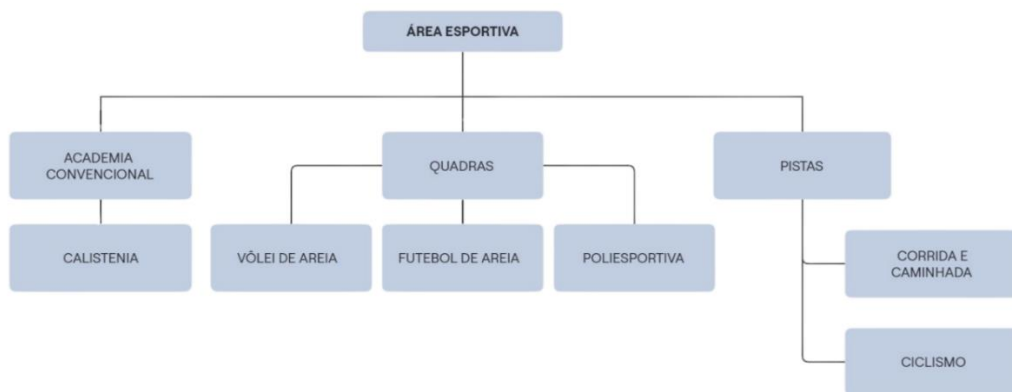 ÁREA ESPORTIVA
ACADEMIA
CONVENCIONAL
QUADRAS
PISTAS
CALISTENIA
VÔLEI DE AREIA
FUTEBOL DE AREIA
POLIESPORTIVA
CORRIDA E
CAMINHADA
CICLISMO